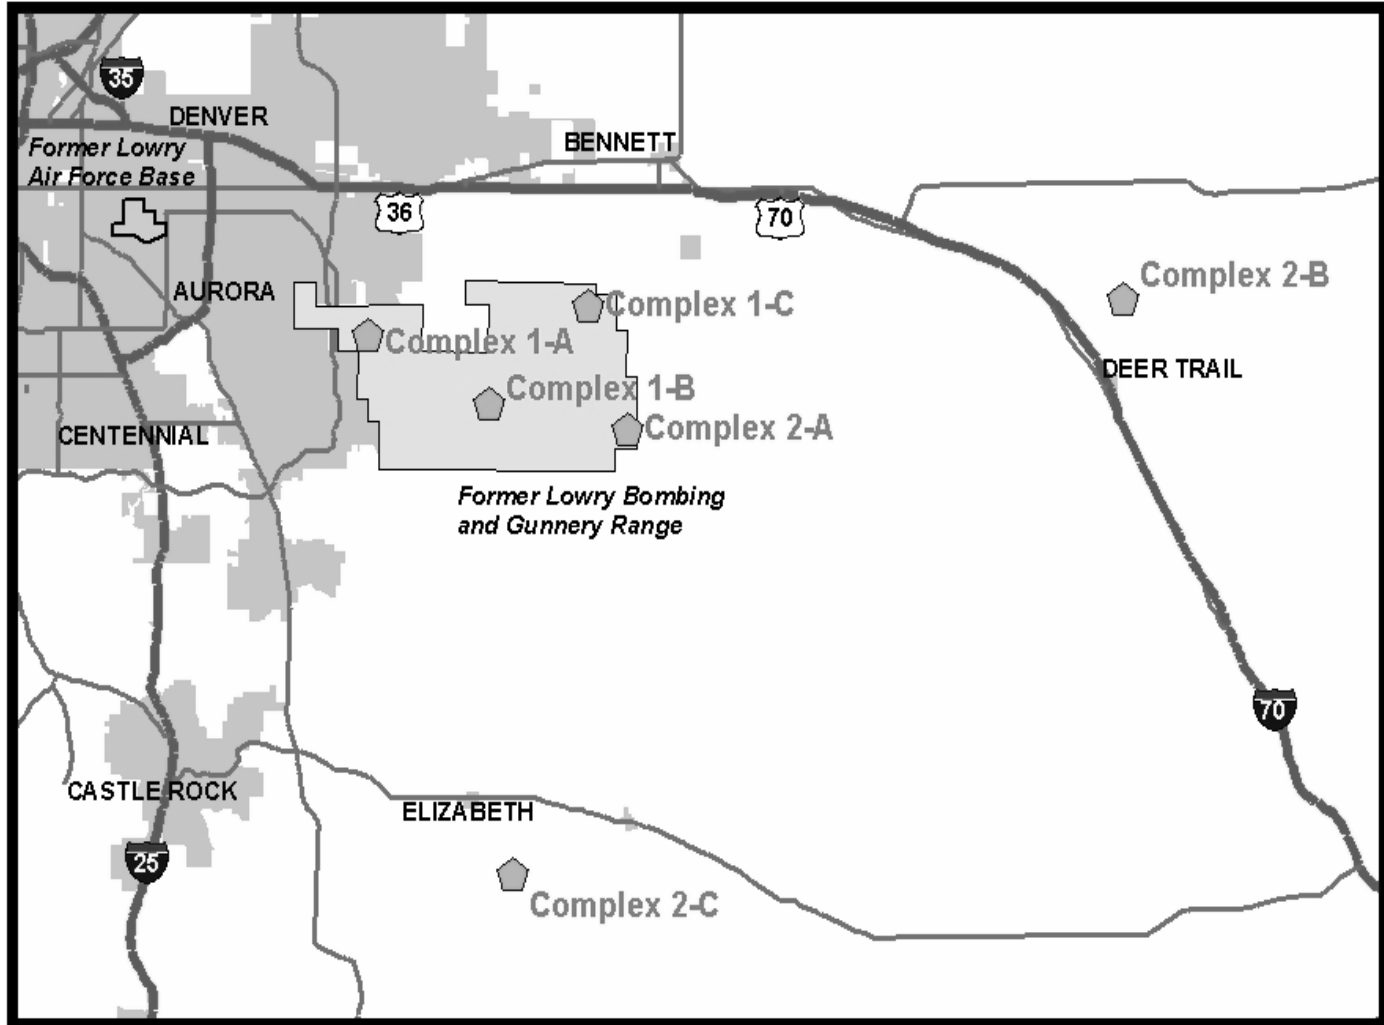 35
DENVER
BENNETT
Former Lowry
Air Force Base
36
70
Complex 2-B
AURORA
Complex 1-C
Complex 1-A
DEER TRAIL
Complex 1-B
Complex 2-A
CENTENNIAL
Former Lowry Bombing
and Gunnery Range
70
CASTLE ROCK
ELIZABETH
25
Complex 2-C